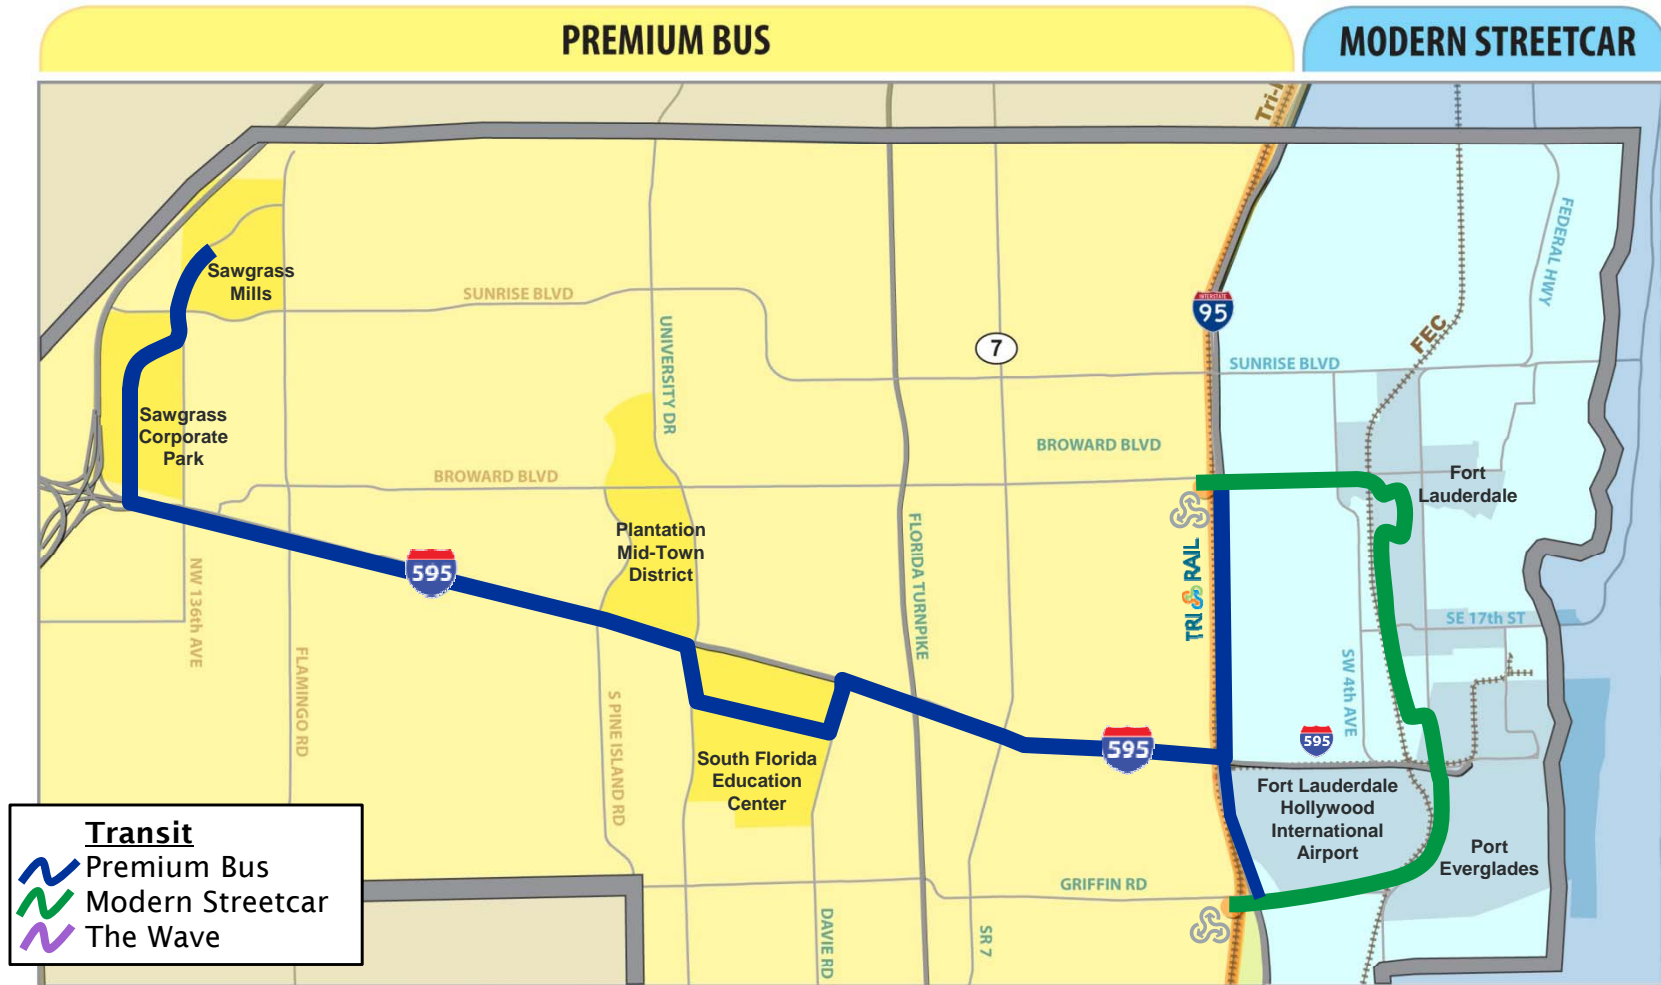 PREMIUM BUS
MODERN STREETCAR
Tri-
FEDERAL HWY
Sawgrass
Mills
SUNRISE BLVD
INTERSTATE
95
UNIVERSITY DR
7
FEC
SUNRISE BLVD
Sawgrass
Corporate
Park
BROWARD BLVD
BROWARD BLVD
Fort
Lauderdale
Plantation
Mid-Town
District
FLORIDA TURNPIKE
TRI RAIL
595
NW 136th AVE
SE 17th ST
FLAMINGO RD
SW 4th AVE
S PINE ISLAND RD
595
595
South Florida
Education
Center
Fort Lauderdale
Hollywood
International
Airport
Port
Everglades
GRIFFIN RD
DAVIE RD
SR 7
Transit
Premium Bus
Modern Streetcar
The Wave